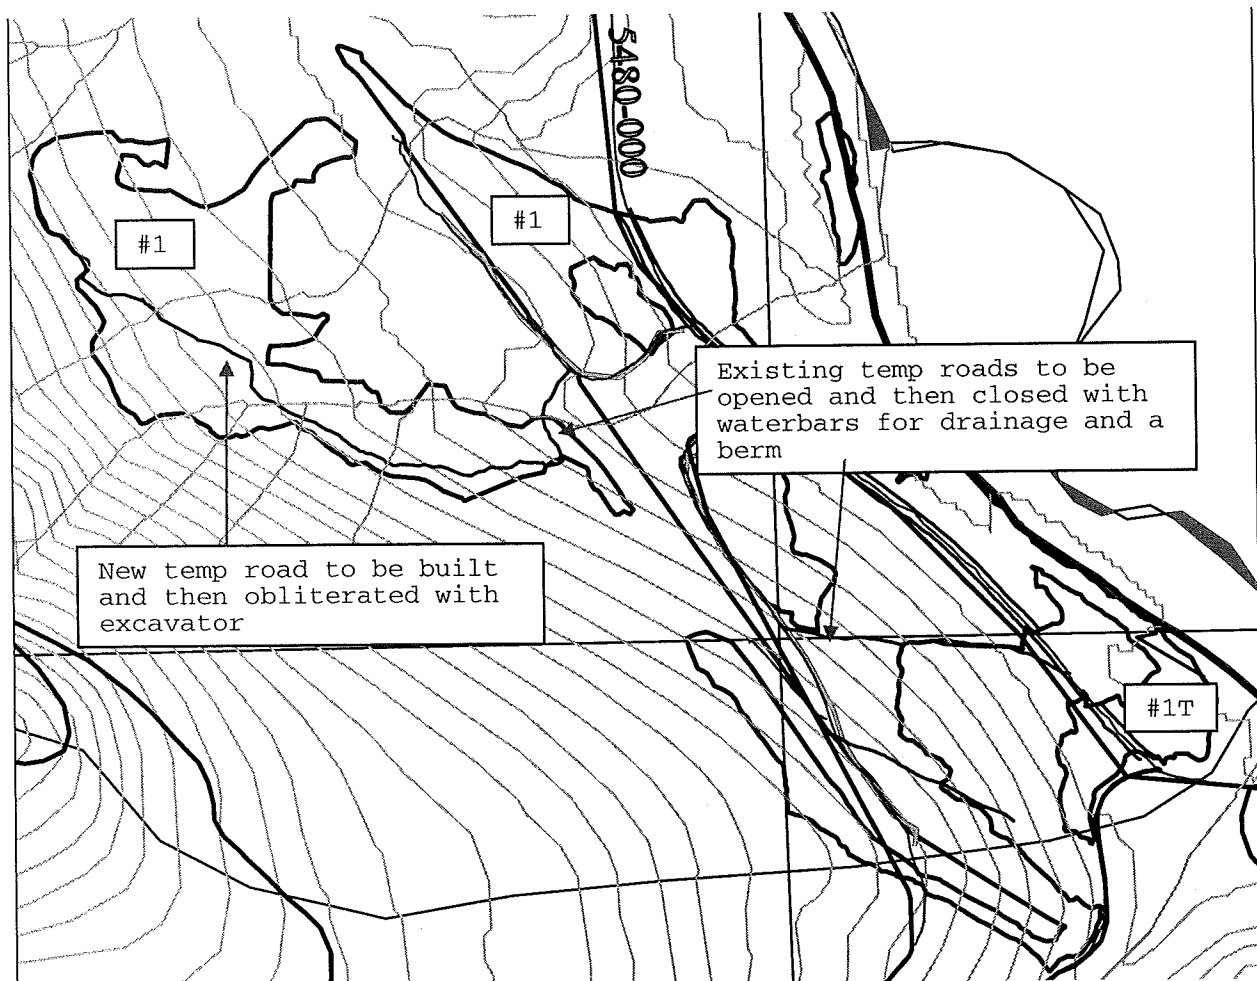 5480-000
#1
#1
Existing temp roads to be
opened and then closed with
waterbars for drainage and a
berm
New temp road to be built
and then obliterated with
excavator
#1T